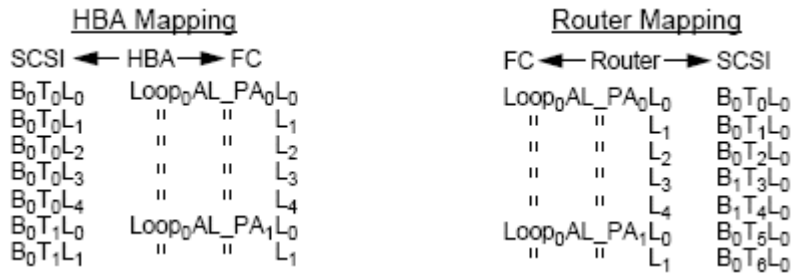 HBA Mapping
SCSI ◄─ HBA ─► FC
B₀T₀L₀ Loop₀AL_PA₀L₀
B₀T₀L₁ " " L₁
B₀T₀L₂ " " L₂
B₀T₀L₃ " " L₃
B₀T₀L₄ " " L₄
B₀T₁L₀ Loop₀AL_PA₁L₀
B₀T₁L₁ " " L₁
Router Mapping
FC ◄─ Router ─► SCSI
Loop₀AL_PA₀L₀ B₀T₀L₀
" " L₁ B₀T₁L₀
" " L₂ B₀T₂L₀
" " L₃ B₁T₃L₀
" " L₄ B₁T₄L₀
Loop₀AL_PA₁L₀ B₀T₅L₀
" " L₁ B₀T₆L₀